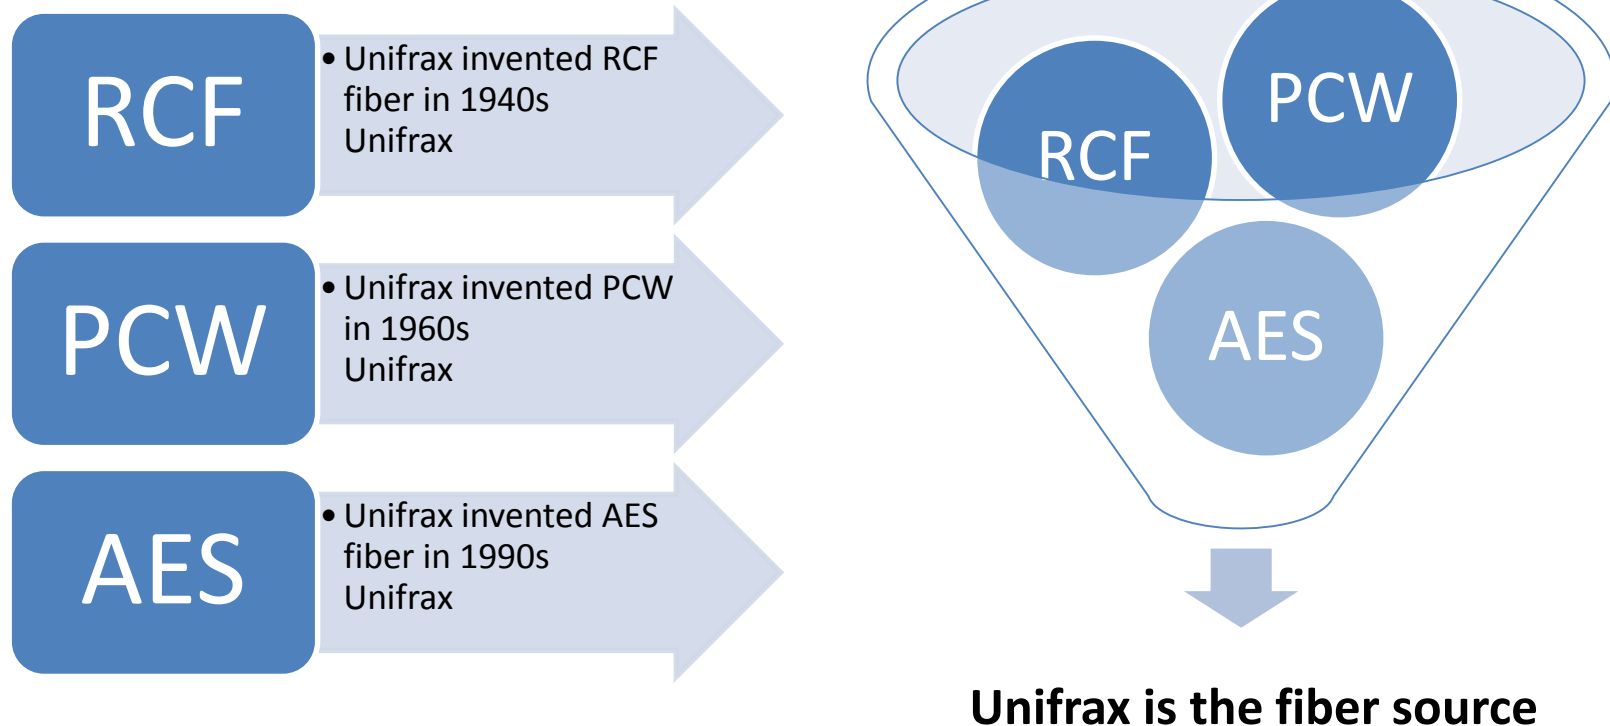 RCF
• Unifrax invented RCF
fiber in 1940s
Unifrax
PCW
• Unifrax invented PCW
in 1960s
Unifrax
AES
• Unifrax invented AES
fiber in 1990s
Unifrax
PCW
RCF
AES
Unifrax is the fiber source